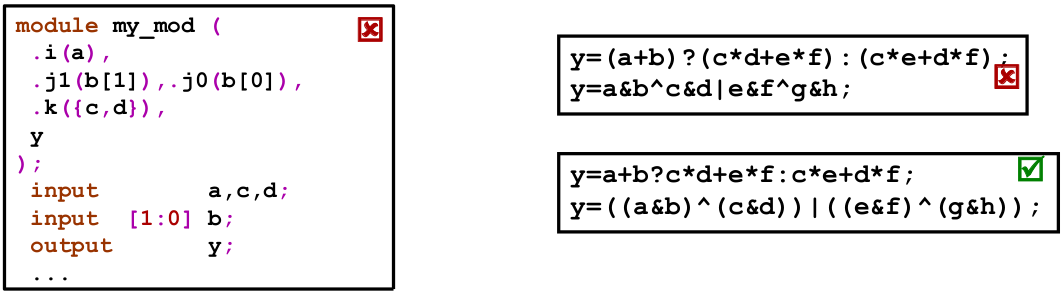 module my_mod (
.i(a),
.j1(b[1]),.j0(b[0]),
.k({c,d}),
y
);
input a,c,d;
input [1:0] b;
output y;
...
y=(a+b)?(c*d+e*f):(c*e+d*f);
y=a&b^c&d|e&f^g&h;
y=a+b?c*d+e*f:c*e+d*f;
y=((a&b)^(c&d))|((e&f)^(g&h));